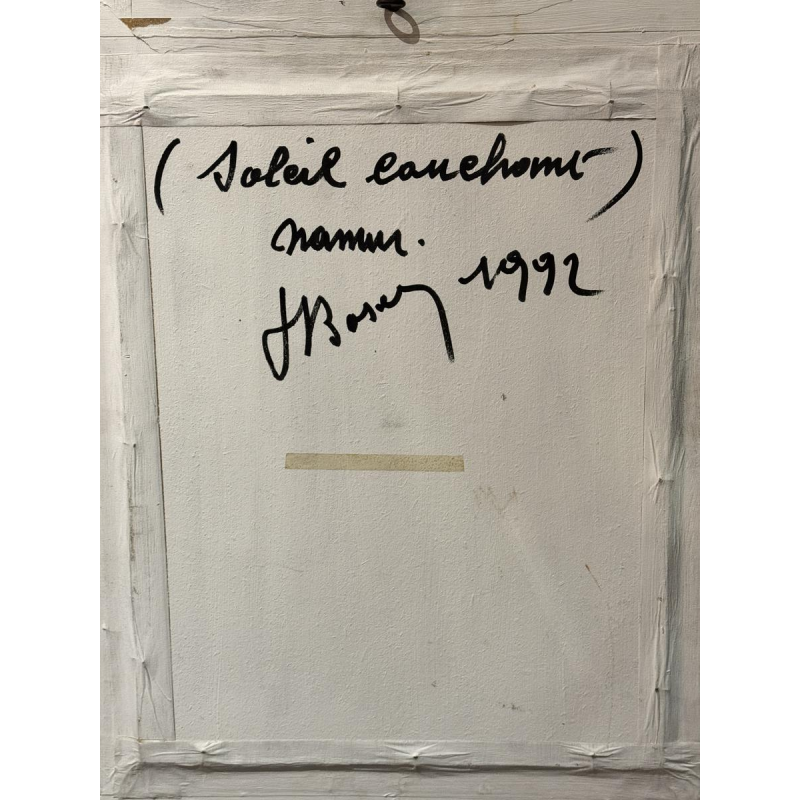 (Soleil couchant)
Namur.
1992